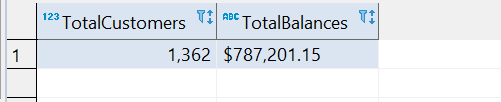 123 TotalCustomers ABC TotalBalances
1 1,362 $787,201.15